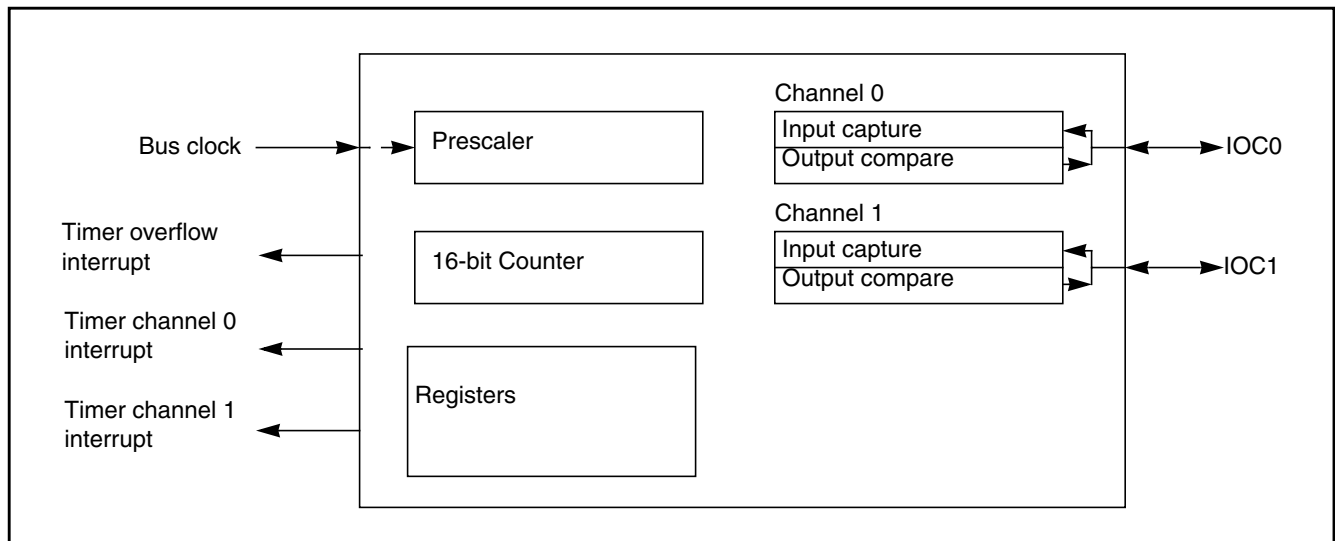 Bus clock
Timer overflow
interrupt
Timer channel 0
interrupt
Timer channel 1
interrupt
Prescaler
16-bit Counter
Registers
Channel 0
Input capture
Output compare
IOC0
Channel 1
Input capture
Output compare
IOC1